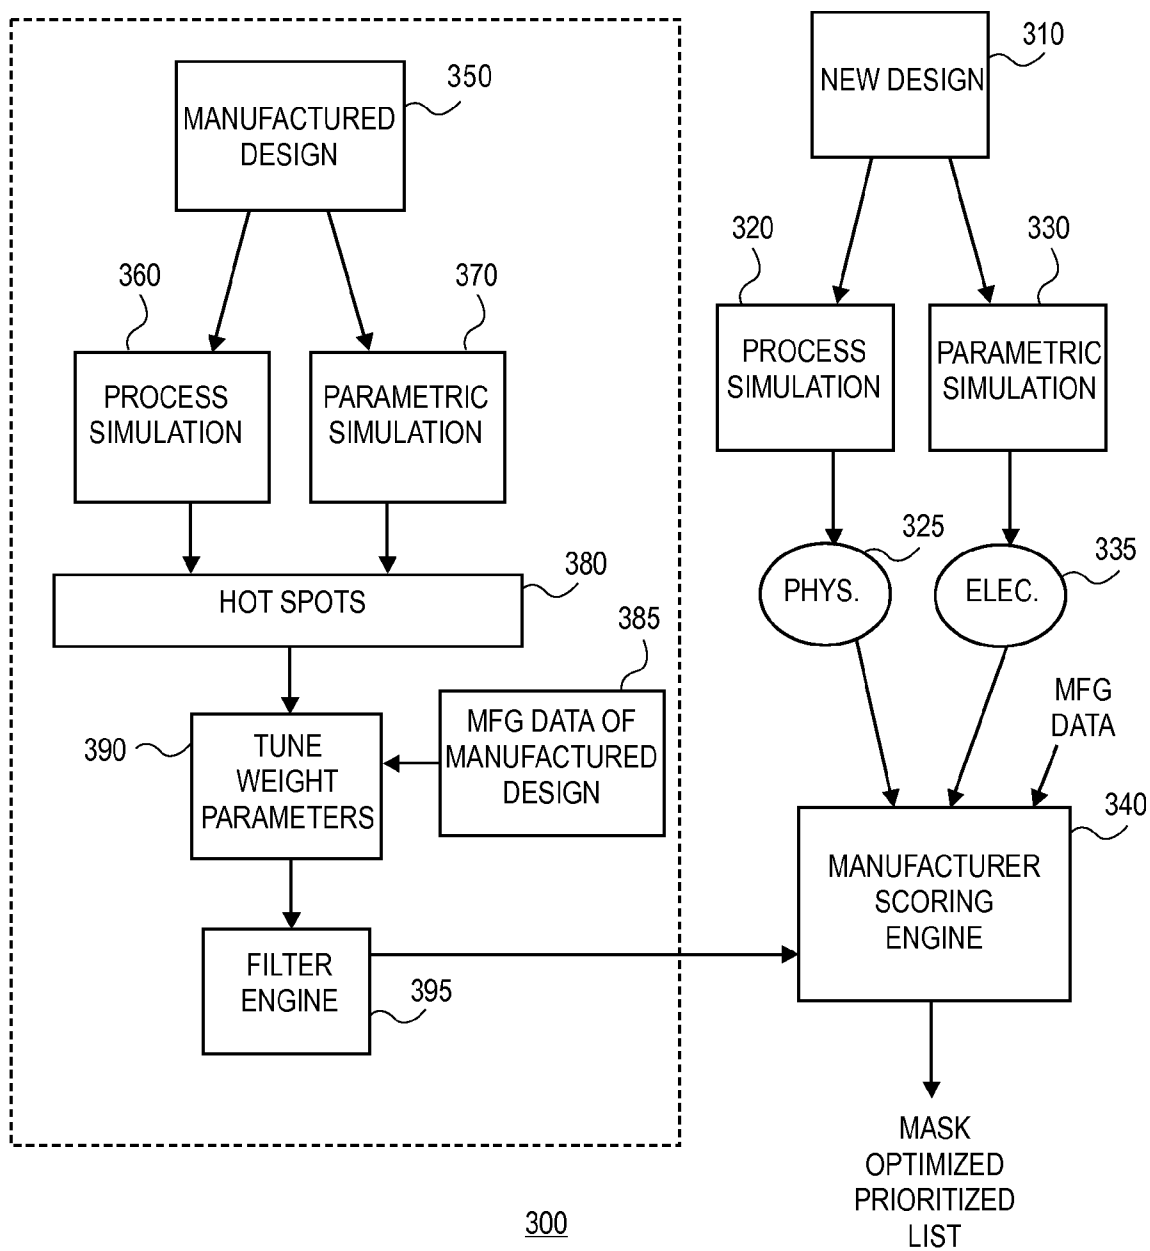 350
MANUFACTURED
DESIGN
360
370
PROCESS
SIMULATION
PARAMETRIC
SIMULATION
380
HOT SPOTS
385
390
TUNE
WEIGHT
PARAMETERS
MFG DATA OF
MANUFACTURED
DESIGN
FILTER
ENGINE
395
310
NEW DESIGN
320
330
PROCESS
SIMULATION
PARAMETRIC
SIMULATION
325
335
PHYS.
ELEC.
MFG
DATA
340
MANUFACTURER
SCORING
ENGINE
MASK
OPTIMIZED
PRIORITIZED
LIST
300